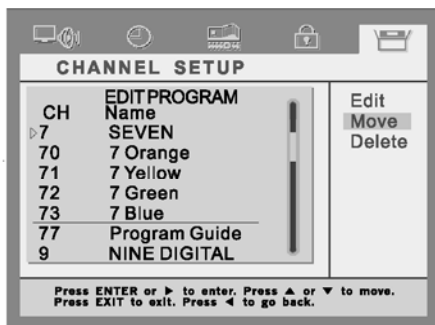 CHANNEL SETUP
EDIT PROGRAM
CH Name
7 SEVEN
70 7 Orange
71 7 Yellow
72 7 Green
73 7 Blue
77 Program Guide
9 NINE DIGITAL
Edit
Move
Delete
Press ENTER or ▶ to enter. Press ▲ or ▼ to move.
Press EXIT to exit. Press ◀ to go back.